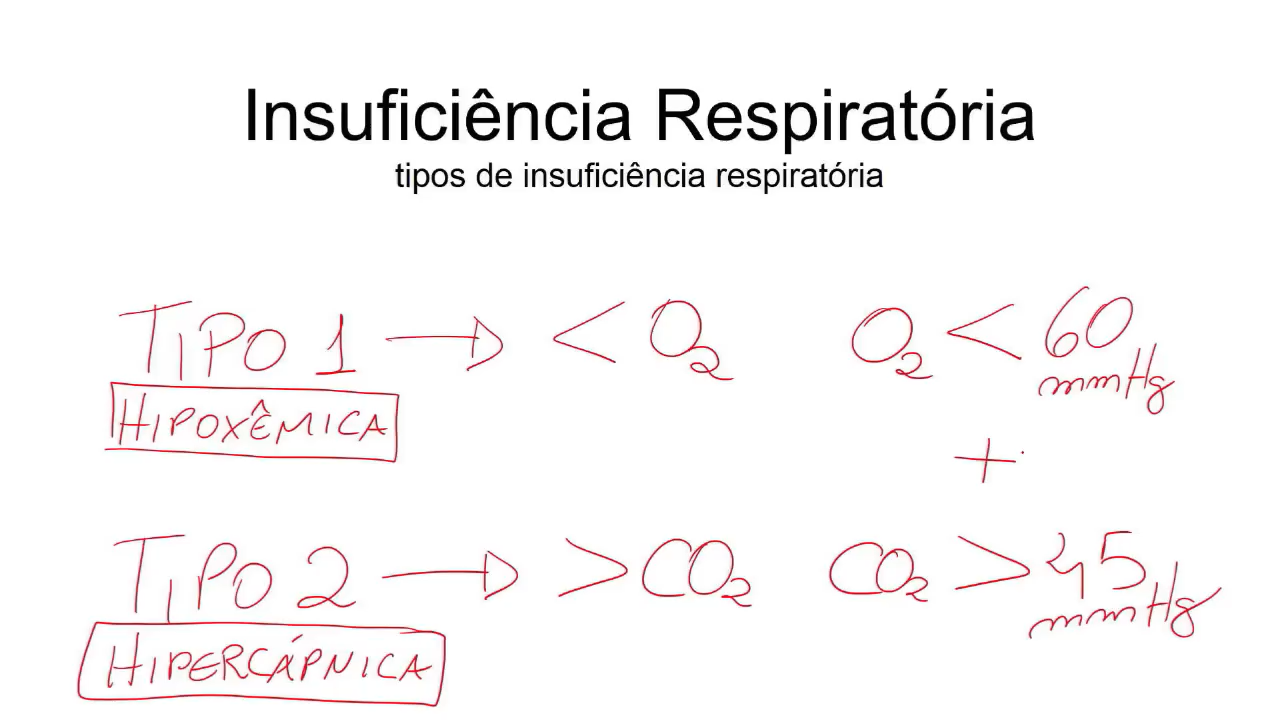 Insuficiência Respiratória
tipos de insuficiência respiratória
TIPO 1 → < O₂ O₂ < 60 mmHg
HIPOXÊMICA
+
TIPO 2 → > CO₂ CO₂ > 45 mmHg
HIPERCÁPNICA